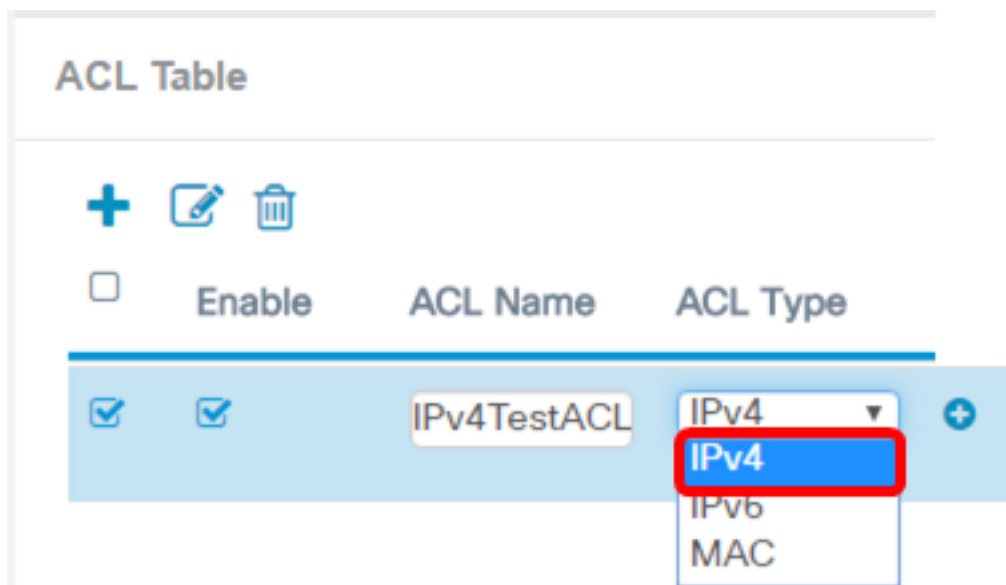 ACL Table
Enable ACL Name ACL Type
IPv4TestACL IPv4
IPv4
IPv6
MAC